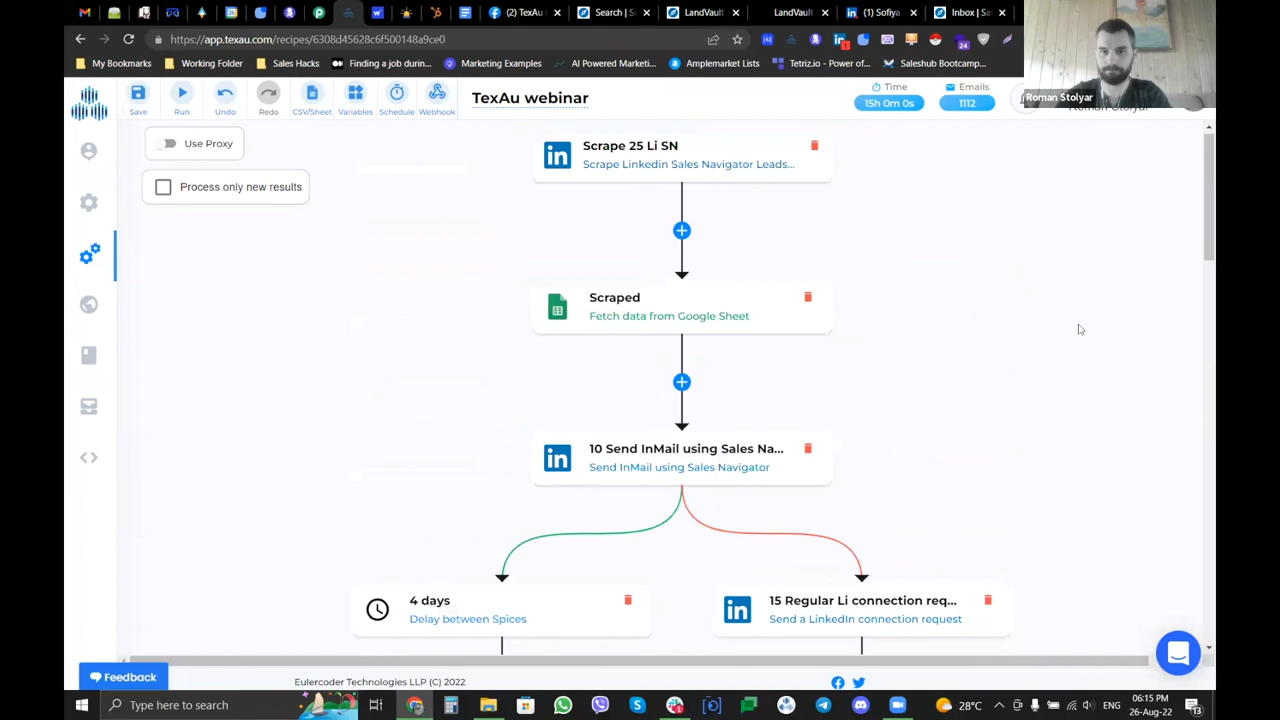 (2) TexAu
Search | S
LandVault
LandVault
(1) Sofiya
Inbox | Sa
https://app.texau.com/recipes/6308d45628c6f500148a9ce0
My Bookmarks
Working Folder
Sales Hacks
Finding a job durin...
Marketing Examples
AI Powered Marketi...
Amplemarket Lists
Tetriz.io - Power of...
Saleshub Bootcamp...
24
Roman Stolyar
Save
Run
Undo
Redo
CSV/Sheet
Variables
Schedule
Webhook
TexAu webinar
Time
15h 0m 0s
Emails
1112
Use Proxy
Process only new results
Scrape 25 Li SN
Scrape Linkedin Sales Navigator Leads...
Scraped
Fetch data from Google Sheet
10 Send InMail using Sales Na...
Send InMail using Sales Navigator
4 days
Delay between Spices
15 Regular Li connection req...
Send a LinkedIn connection request
Feedback
Eulercoder Technologies LLP (C) 2022
Type here to search
28°C
ENG
06:15 PM
26-Aug-22
13